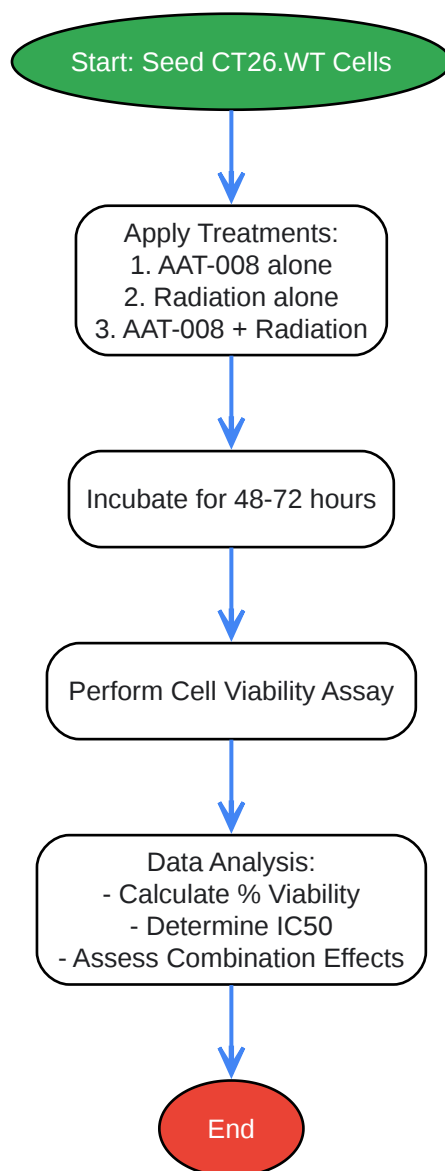 Start: Seed CT26.WT Cells
Apply Treatments:
1. AAT-008 alone
2. Radiation alone
3. AAT-008 + Radiation
Incubate for 48-72 hours
Perform Cell Viability Assay
Data Analysis:
- Calculate % Viability
- Determine IC50
- Assess Combination Effects
End